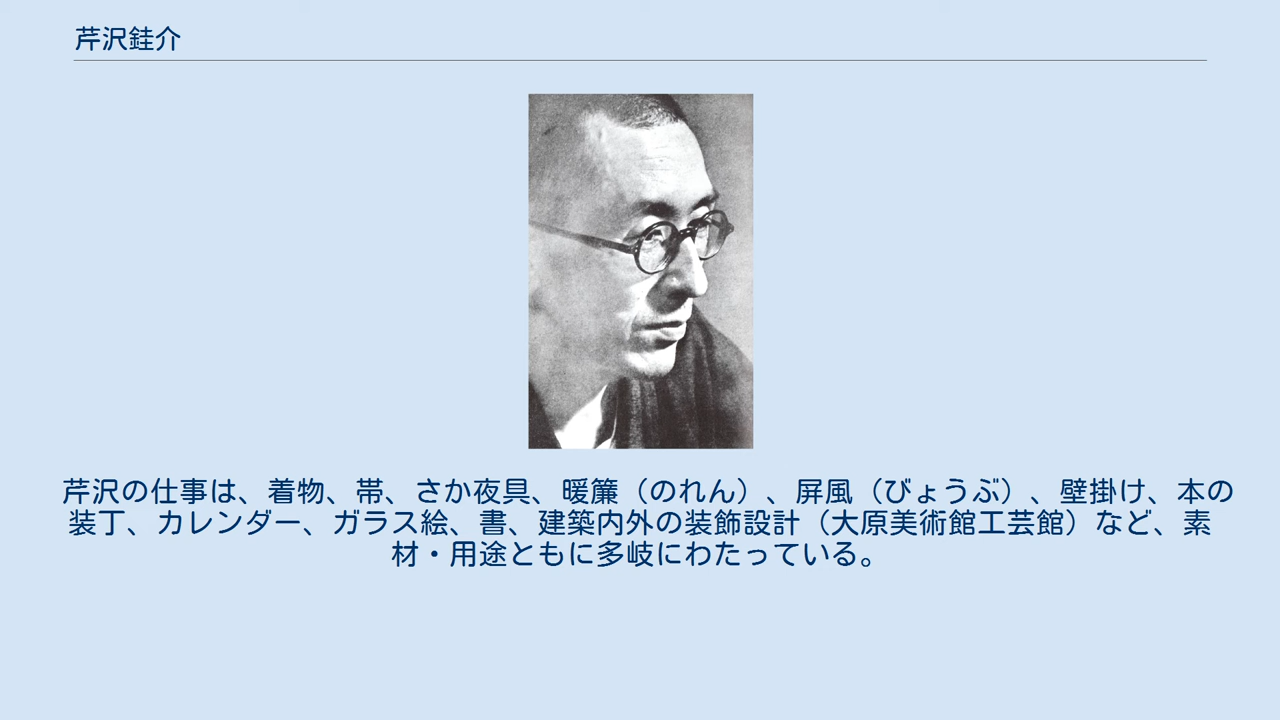 芹沢銈介
芹沢の仕事は、着物、帯、さか夜具、暖簾（のれん）、屏風（びょうぶ）、壁掛け、本の
装丁、カレンダー、ガラス絵、書、建築内外の装飾設計（大原美術館工芸館）など、素
材・用途ともに多岐にわたっている。